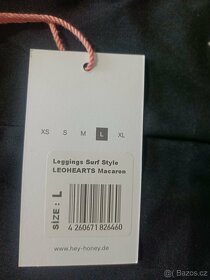 XS S M L XL
Leggings Surf Style
LEOHEARTS Macaron
SIZE : L
4 260671 826460
www.hey-honey.de
© Bazos.cz